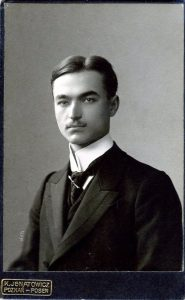 K. IGNATOWICZ
POZNAŃ – POSEN